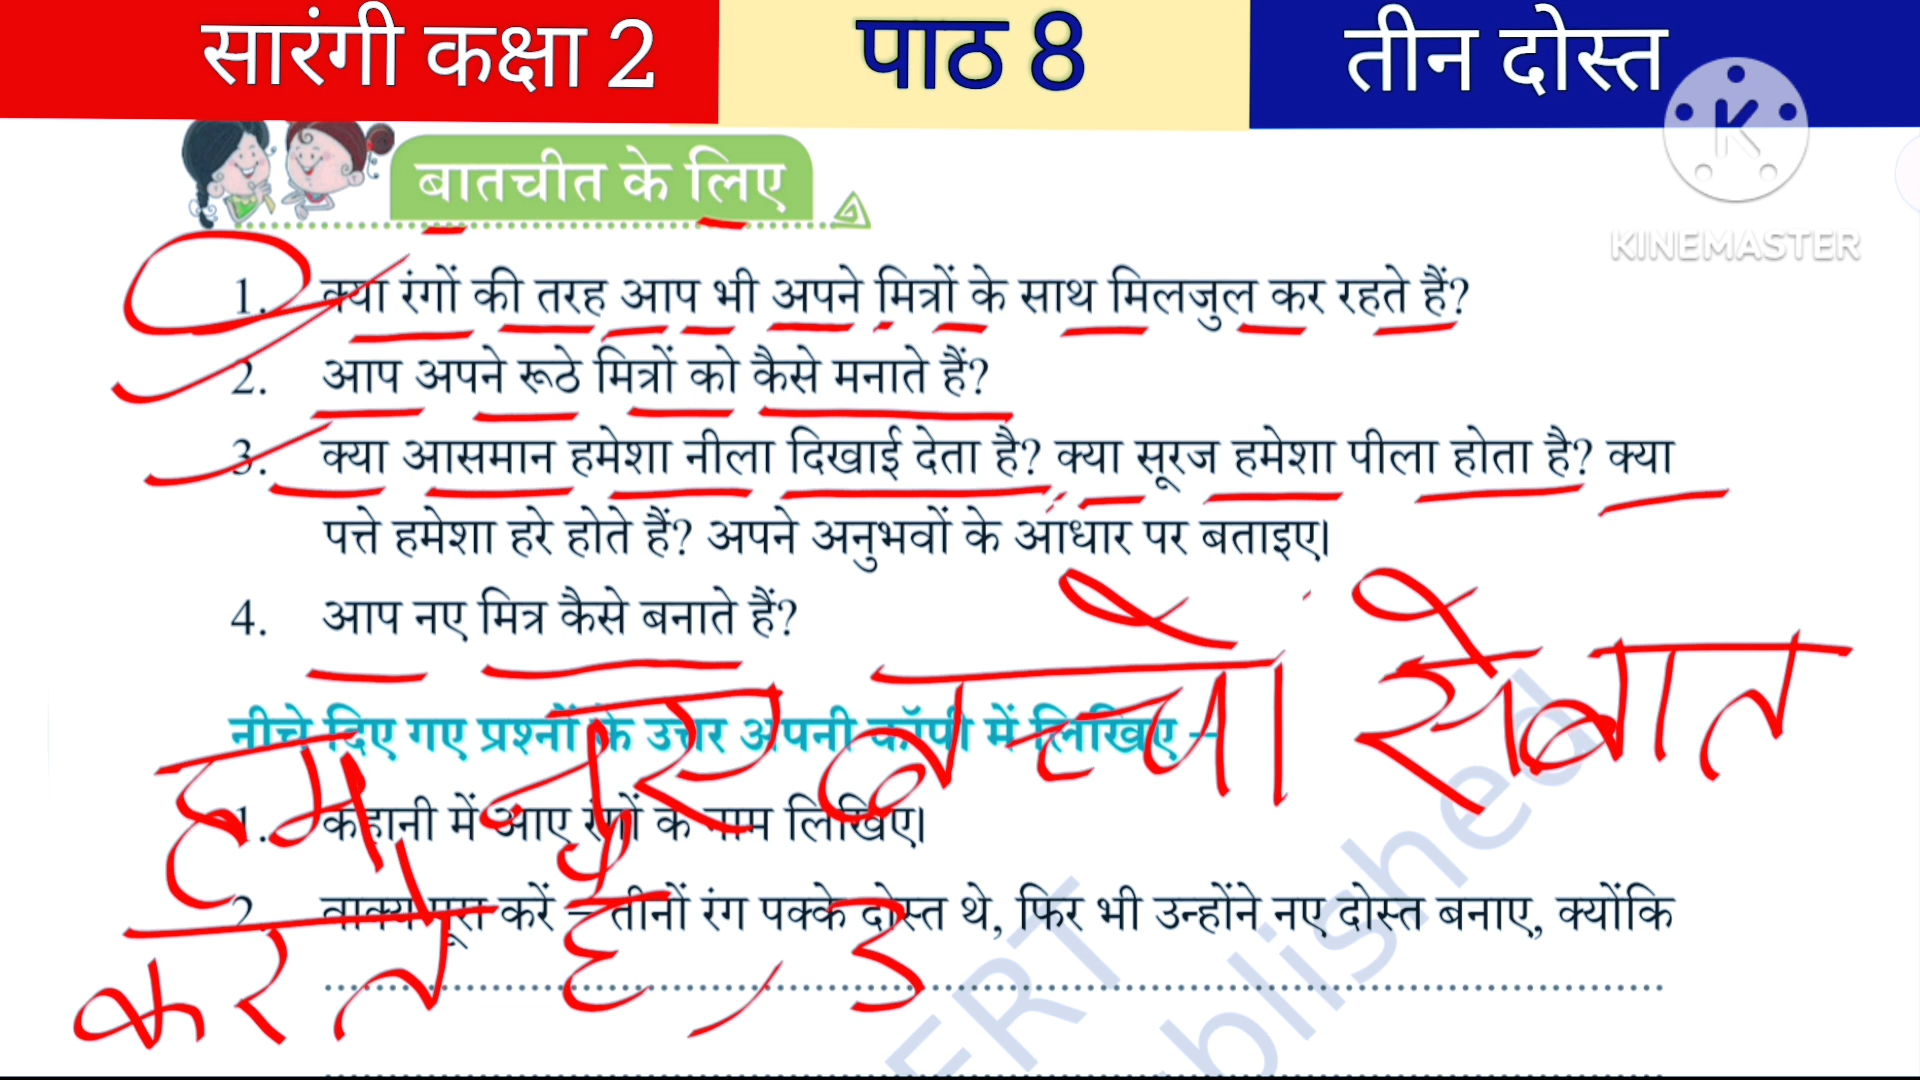 सारंगी कक्षा 2 पाठ 8 तीन दोस्त
K
KINEMASTER
बातचीत के लिए
1. क्या रंगों की तरह आप भी अपने मित्रों के साथ मिलजुल कर रहते हैं?
2. आप अपने रूठे मित्रों को कैसे मनाते हैं?
3. क्या आसमान हमेशा नीला दिखाई देता है? क्या सूरज हमेशा पीला होता है? क्या
पत्ते हमेशा हरे होते हैं? अपने अनुभवों के आधार पर बताइए।
4. आप नए मित्र कैसे बनाते हैं?
नीचे दिए गए प्रश्नों के उत्तर अपनी कॉपी में लिखिए –
हम नए बच्चों से बात
1. कहानी में आए रंगों के नाम लिखिए।
2. वाक्य पूरा करें – तीनों रंग पक्के दोस्त थे, फिर भी उन्होंने नए दोस्त बनाए, क्योंकि
करते हैं, उ